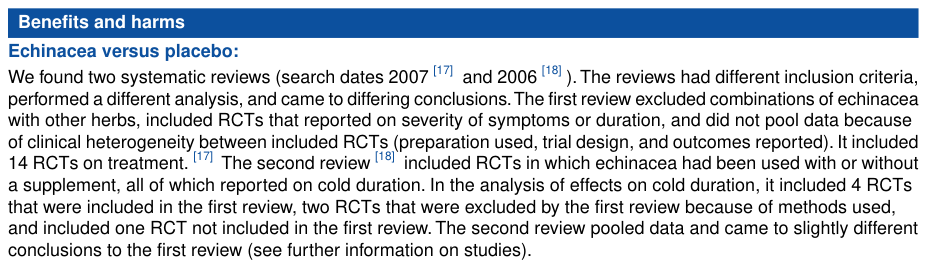 Benefits and harms
Echinacea versus placebo:
We found two systematic reviews (search dates 2007 [17] and 2006 [18] ). The reviews had different inclusion criteria,
performed a different analysis, and came to differing conclusions. The first review excluded combinations of echinacea
with other herbs, included RCTs that reported on severity of symptoms or duration, and did not pool data because
of clinical heterogeneity between included RCTs (preparation used, trial design, and outcomes reported). It included
14 RCTs on treatment. [17] The second review [18] included RCTs in which echinacea had been used with or without
a supplement, all of which reported on cold duration. In the analysis of effects on cold duration, it included 4 RCTs
that were included in the first review, two RCTs that were excluded by the first review because of methods used,
and included one RCT not included in the first review. The second review pooled data and came to slightly different
conclusions to the first review (see further information on studies).